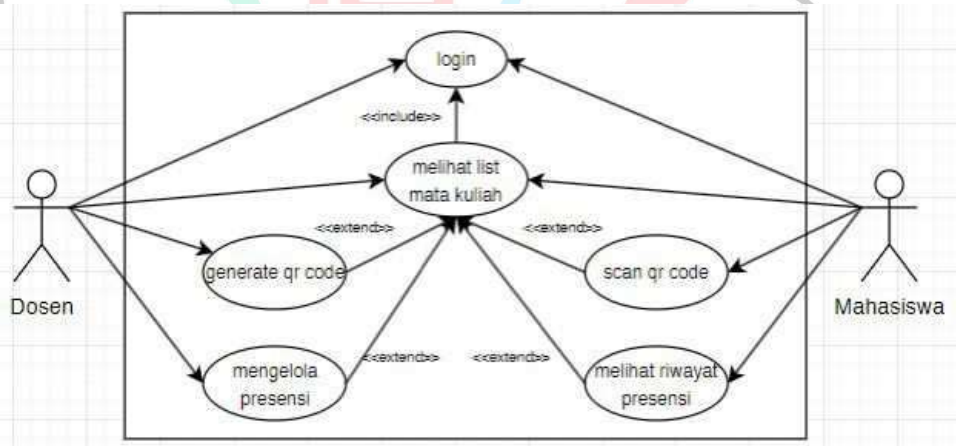 login
<<include>>
melihat list
mata kuliah
<<extend>>
<<extend>>
generate qr code
scan qr code
Dosen
Mahasiswa
<<extend>>
<<extend>>
mengelola
presensi
melihat riwayat
presensi